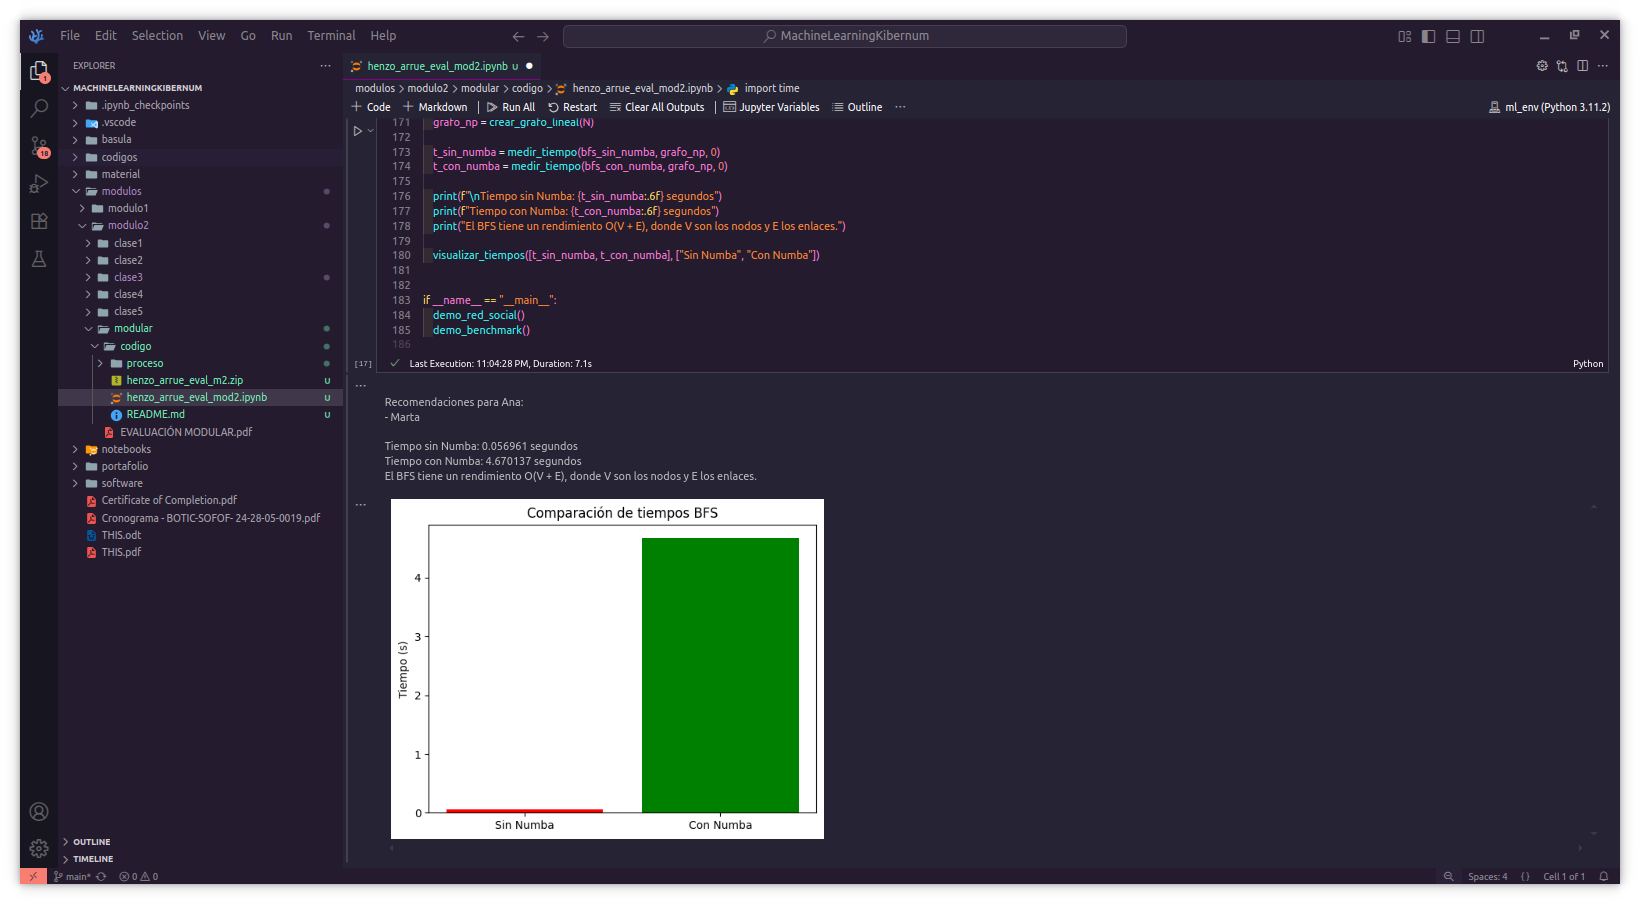 File Edit Selection View Go Run Terminal Help
MachineLearningKibernum
EXPLORER
MACHINELEARNINGKIBERNUM
.ipynb_checkpoints
.vscode
basula
codigos
material
modulos
modulo1
modulo2
clase1
clase2
clase3
clase4
clase5
modular
codigo
proceso
henzo_arrue_eval_m2.zip U
henzo_arrue_eval_mod2.ipynb U
README.md U
EVALUACIÓN MODULAR.pdf
notebooks
portafolio
software
Certificate of Completion.pdf
Cronograma - BOTIC-SOFOF- 24-28-05-0019.pdf
THIS.odt
THIS.pdf
OUTLINE
TIMELINE
1
18
henzo_arrue_eval_mod2.ipynb U
modulos > modulo2 > modular > codigo > henzo_arrue_eval_mod2.ipynb > import time
+ Code + Markdown Run All Restart Clear All Outputs Jupyter Variables Outline ...
ml_env (Python 3.11.2)
171 grafo_np = crear_grafo_lineal(N)
172
173 t_sin_numba = medir_tiempo(bfs_sin_numba, grafo_np, 0)
174 t_con_numba = medir_tiempo(bfs_con_numba, grafo_np, 0)
175
176 print(f"\nTiempo sin Numba: {t_sin_numba:.6f} segundos")
177 print(f"Tiempo con Numba: {t_con_numba:.6f} segundos")
178 print("El BFS tiene un rendimiento O(V + E), donde V son los nodos y E los enlaces.")
179
180 visualizar_tiempos([t_sin_numba, t_con_numba], ["Sin Numba", "Con Numba"])
181
182
183 if __name__ == "__main__":
184 demo_red_social()
185 demo_benchmark()
186
[17] Last Execution: 11:04:28 PM, Duration: 7.1s
Python
Recomendaciones para Ana:
- Marta
Tiempo sin Numba: 0.056961 segundos
Tiempo con Numba: 4.670137 segundos
El BFS tiene un rendimiento O(V + E), donde V son los nodos y E los enlaces.
Comparación de tiempos BFS
Tiempo (s)
4
3
2
1
0
Sin Numba Con Numba
main* 0 0
Spaces: 4 {} Cell 1 of 1